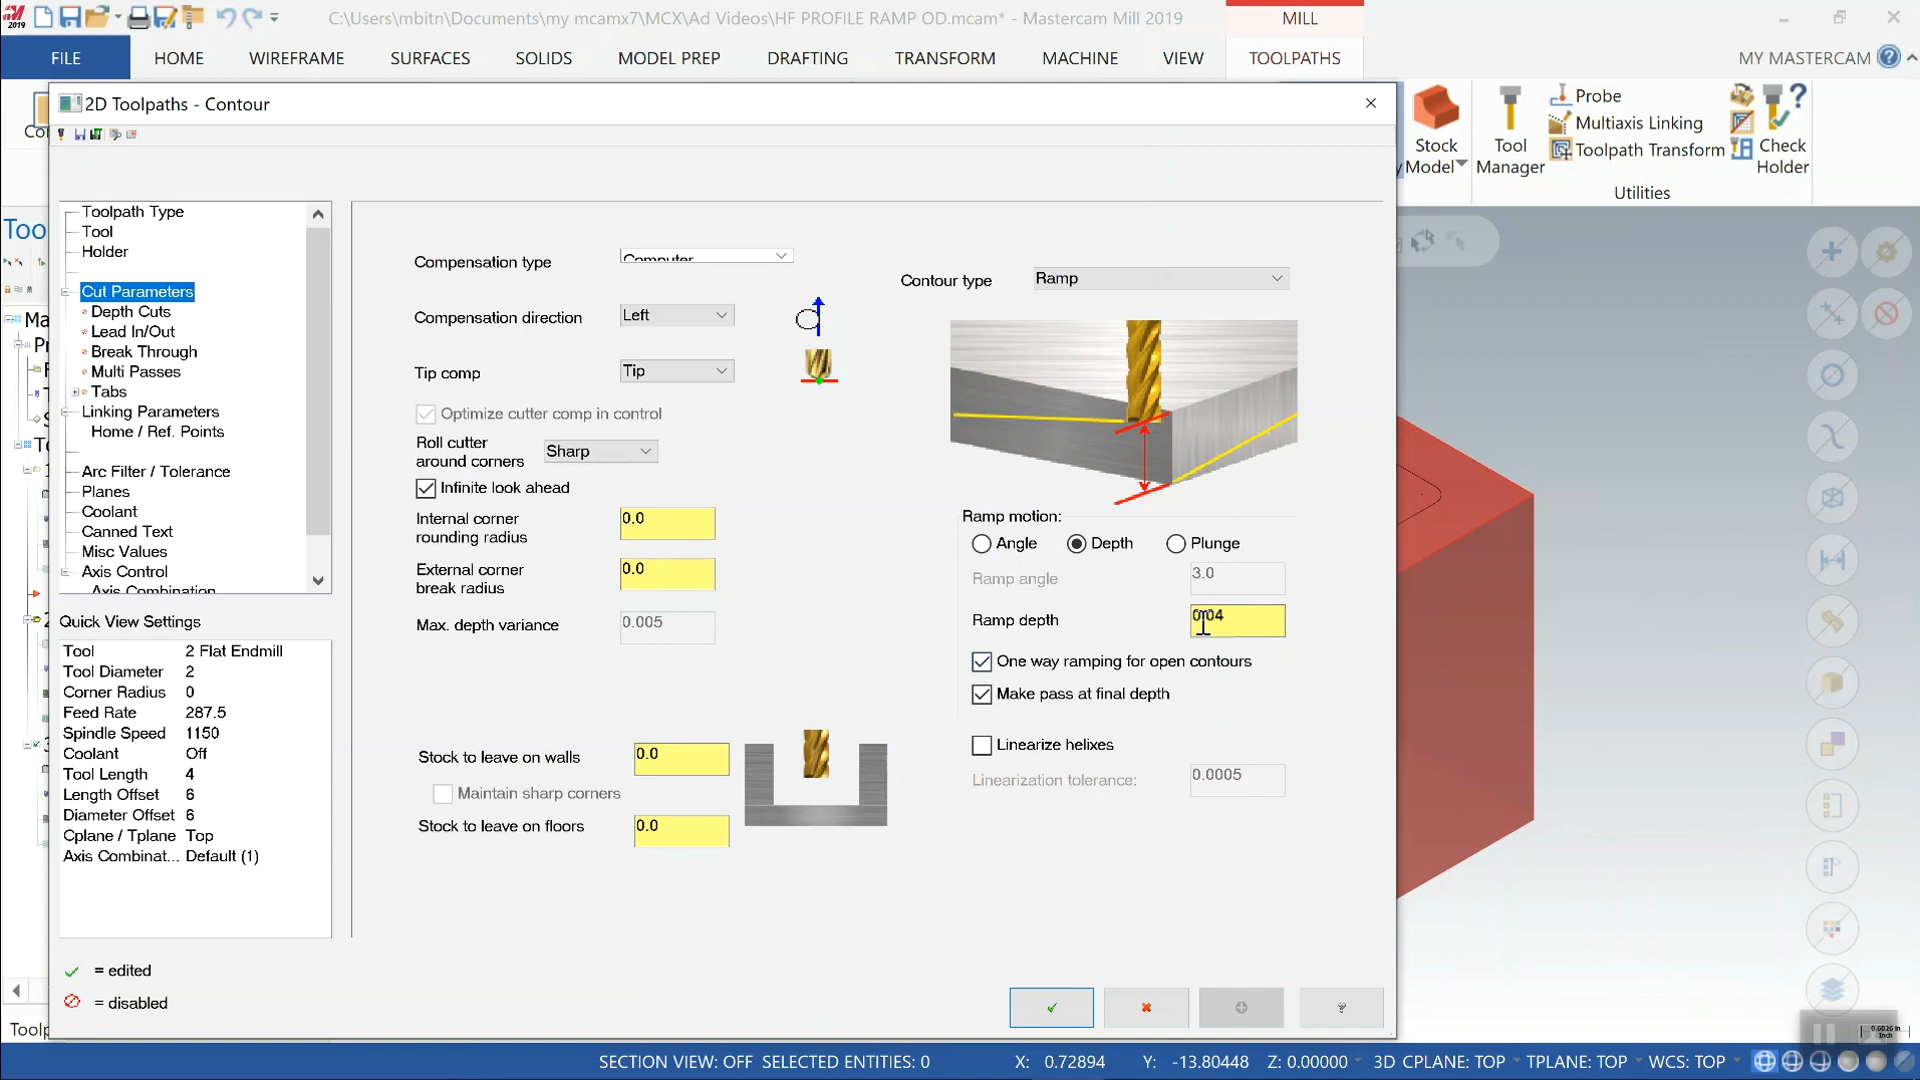 2019
C:\Users\mbitn\Documents\my mcamx7\MCX\Ad Videos\HF PROFILE RAMP OD.mcam* - Mastercam Mill 2019
MILL
FILE HOME WIREFRAME SURFACES SOLIDS MODEL PREP DRAFTING TRANSFORM MACHINE VIEW TOOLPATHS MY MASTERCAM
2D Toolpaths - Contour
Stock
Model
Tool
Manager
Probe
Multiaxis Linking
Toolpath Transform
Check
Holder
Utilities
Toolpath Type
Tool
Holder
Cut Parameters
Depth Cuts
Lead In/Out
Break Through
Multi Passes
Tabs
Linking Parameters
Home / Ref. Points
Arc Filter / Tolerance
Planes
Coolant
Canned Text
Misc Values
Axis Control
Axis Combination
Quick View Settings
Tool 2 Flat Endmill
Tool Diameter 2
Corner Radius 0
Feed Rate 287.5
Spindle Speed 1150
Coolant Off
Tool Length 4
Length Offset 6
Diameter Offset 6
Cplane / Tplane Top
Axis Combinat... Default (1)
= edited
= disabled
Compensation type Computer
Compensation direction Left
Tip comp Tip
Optimize cutter comp in control
Roll cutter
around corners Sharp
Infinite look ahead
Internal corner
rounding radius 0.0
External corner
break radius 0.0
Max. depth variance 0.005
Stock to leave on walls 0.0
Maintain sharp corners
Stock to leave on floors 0.0
Contour type Ramp
Ramp motion:
Angle Depth Plunge
Ramp angle 3.0
Ramp depth 0.04
One way ramping for open contours
Make pass at final depth
Linearize helixes
Linearization tolerance: 0.0005
?
Too
Ma
Toolp
0.6026 in
Inch
SECTION VIEW: OFF SELECTED ENTITIES: 0 X: 0.72894 Y: -13.80448 Z: 0.00000 3D CPLANE: TOP TPLANE: TOP WCS: TOP